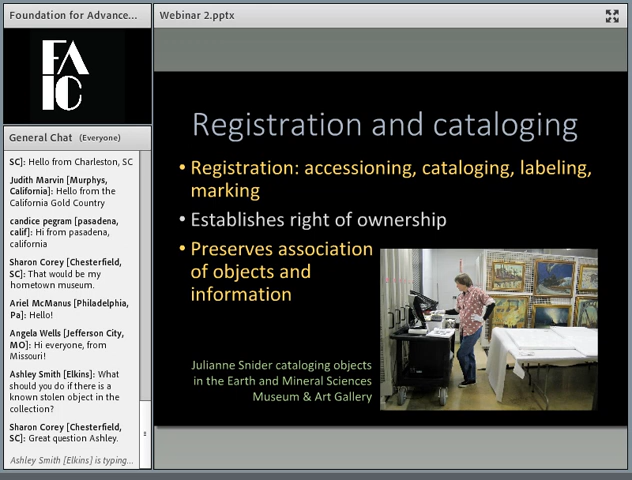 Foundation for Advance...
Webinar 2.pptx
FA
IC
General Chat (Everyone)
SC]: Hello from Charleston, SC
Judith Marvin [Murphys,
California]: Hello from the
California Gold Country
candice pegram [pasadena,
calif]: Hi from pasadena,
california
Sharon Corey [Chesterfield,
SC]: That would be my
hometown museum.
Ariel McManus [Philadelphia,
Pa]: Hello!
Angela Wells [Jefferson City,
MO]: Hi everyone, from
Missouri!
Ashley Smith [Elkins]: What
should you do if there is a
known stolen object in the
collection?
Sharon Corey [Chesterfield,
SC]: Great question Ashley.
Ashley Smith [Elkins] is typing...
Registration and cataloging
• Registration: accessioning, cataloging, labeling,
marking
• Establishes right of ownership
• Preserves association
of objects and
information
Julianne Snider cataloging objects
in the Earth and Mineral Sciences
Museum & Art Gallery